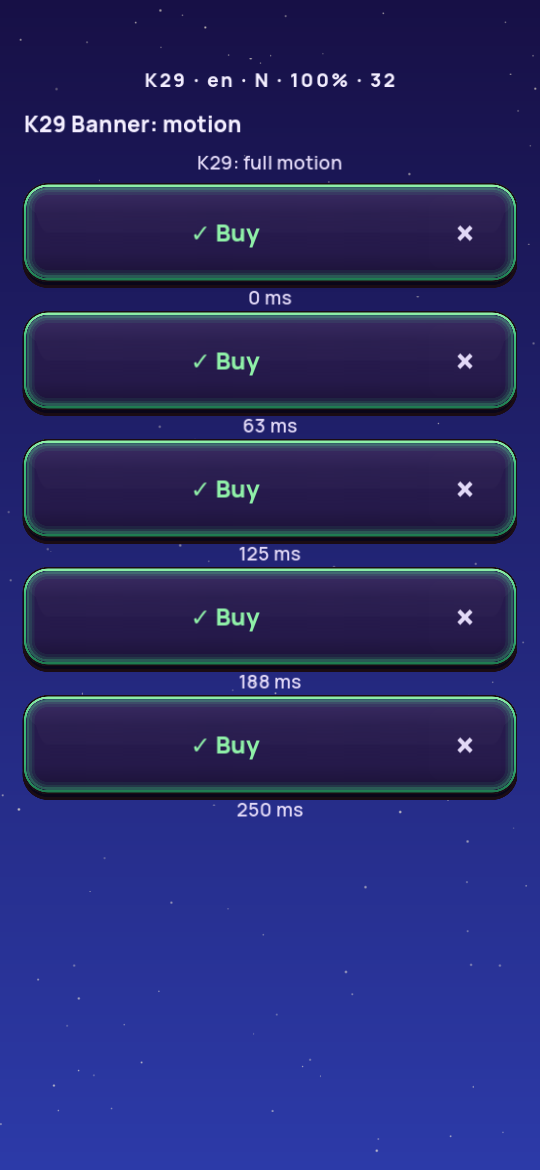 K29 · en · N · 100% · 32
K29 Banner: motion
K29: full motion
✓ Buy ×
0 ms
✓ Buy ×
63 ms
✓ Buy ×
125 ms
✓ Buy ×
188 ms
✓ Buy ×
250 ms